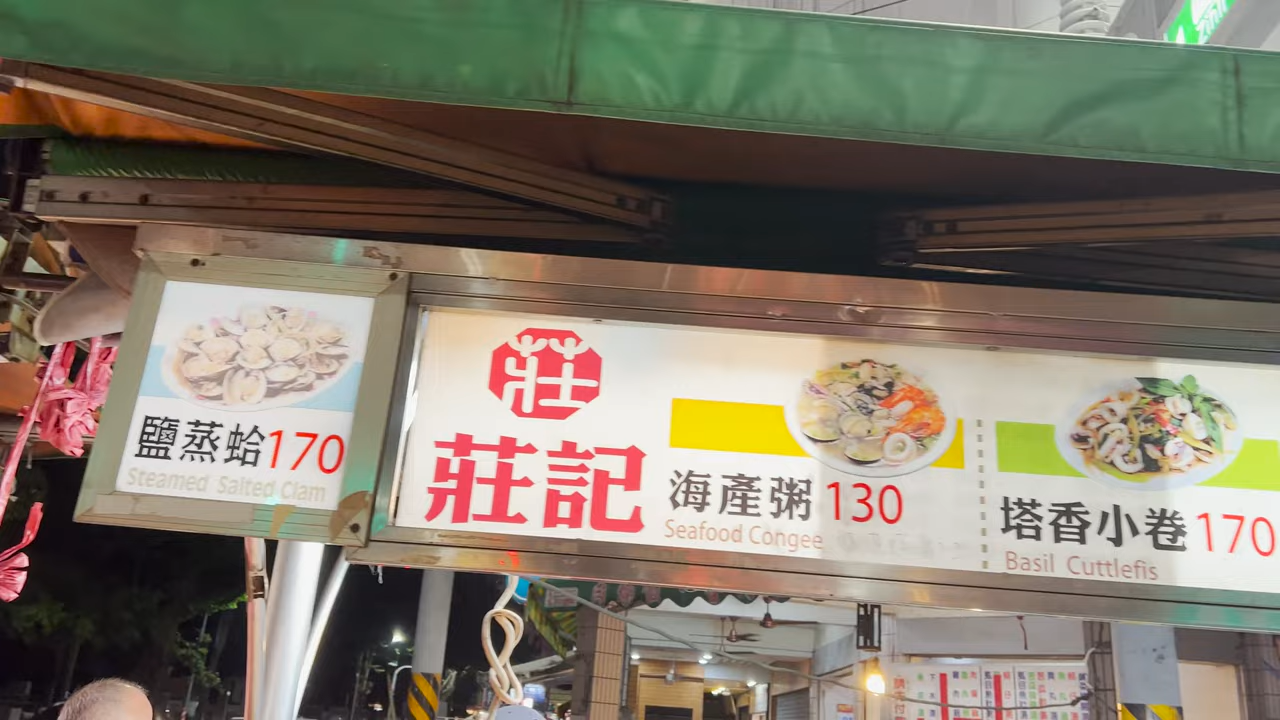 鹽蒸蛤170
Steamed Salted Clam
莊
莊記
海產粥 130
Seafood Congee
塔香小卷 170
Basil Cuttlefis